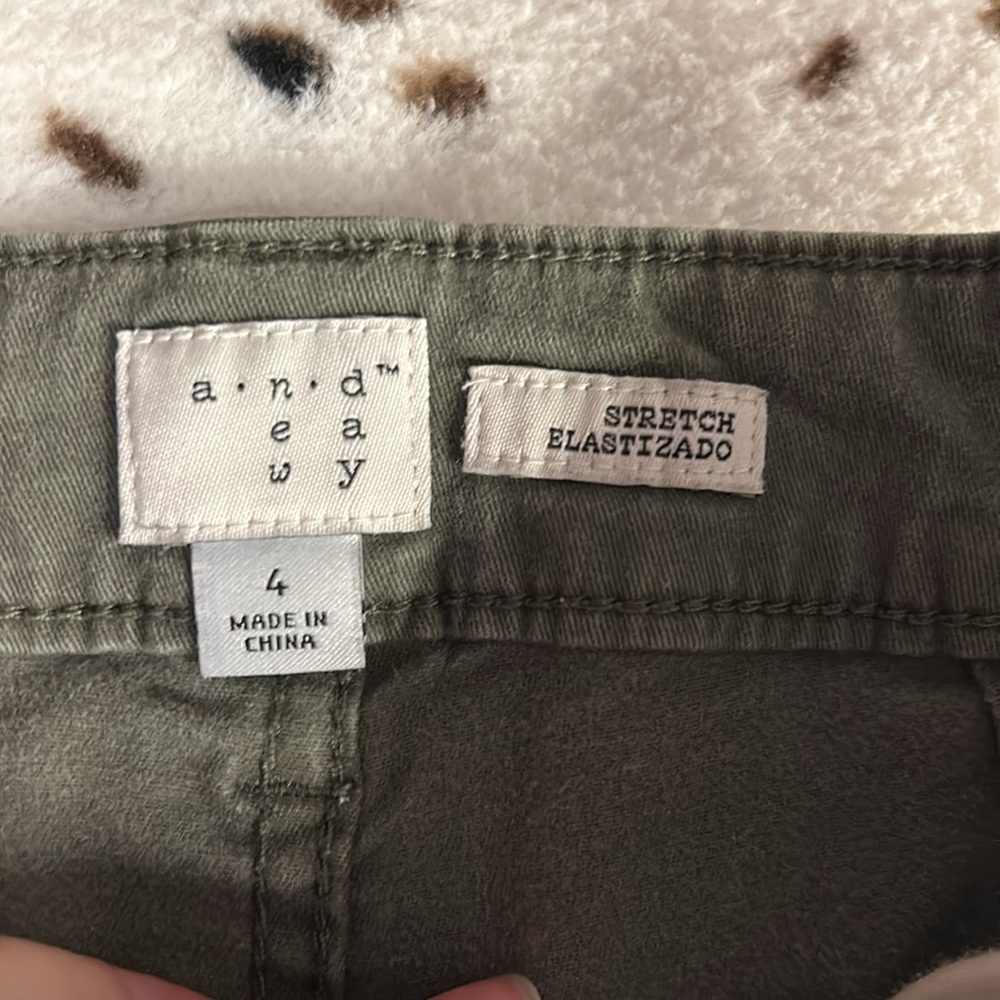 a·n·d™
e a
w y
STRETCH
ELASTIZADO
4
MADE IN
CHINA